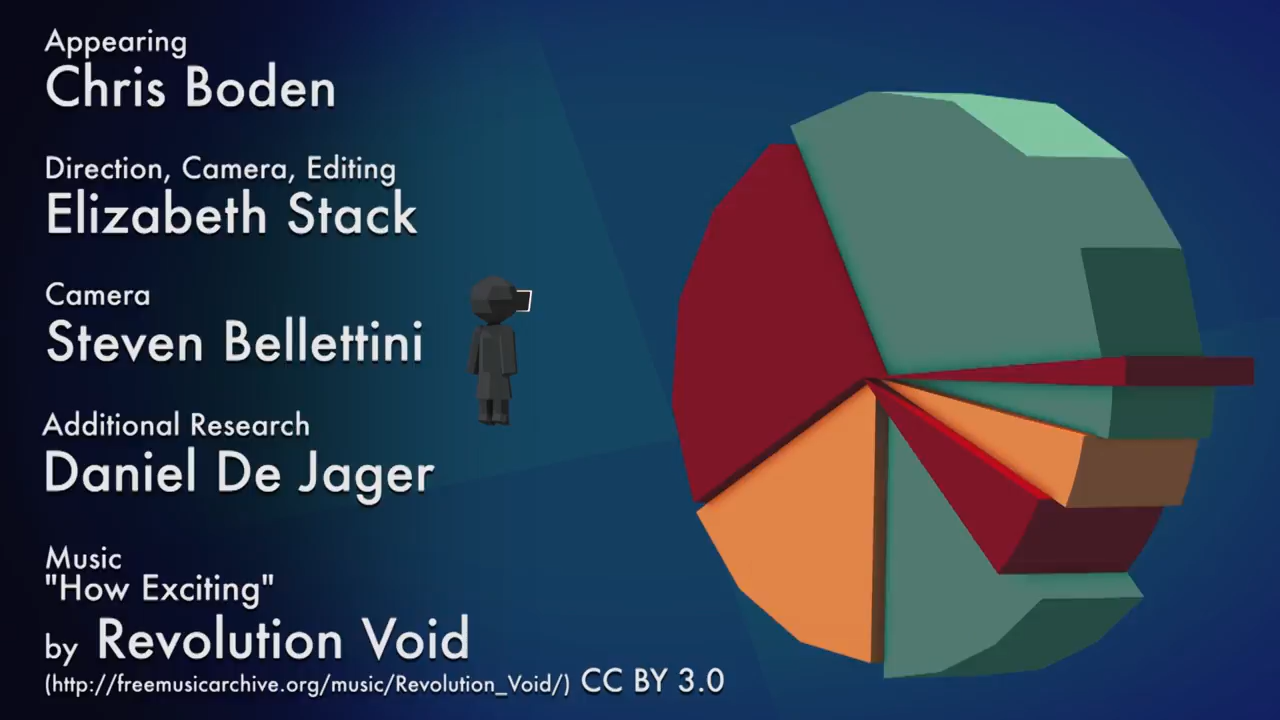 Appearing
Chris Boden
Direction, Camera, Editing
Elizabeth Stack
Camera
Steven Bellettini
Additional Research
Daniel De Jager
Music
"How Exciting"
by Revolution Void
(http://freemusicarchive.org/music/Revolution_Void/) CC BY 3.0